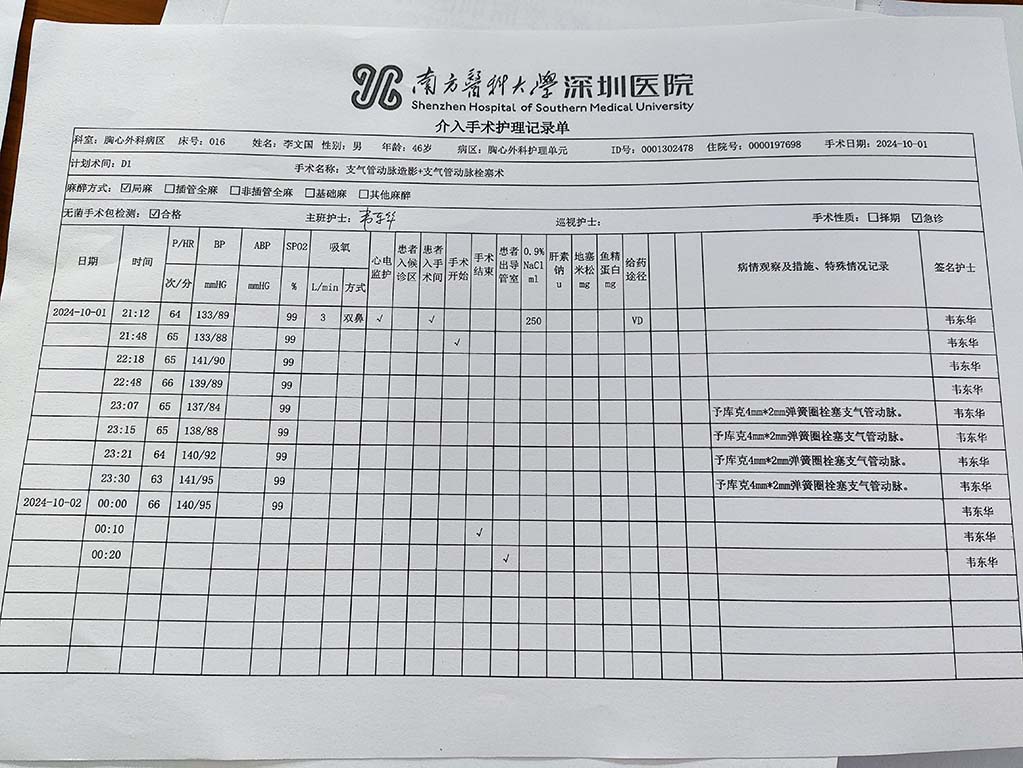 南方醫科大學深圳医院
Shenzhen Hospital of Southern Medical University
介入手术护理记录单
科室: 胸心外科病区 床号: 016 姓名: 李文国 性别: 男 年龄: 46岁 病区: 胸心外科护理单元 ID号: 0001302478 住院号: 0000197698 手术日期: 2024-10-01
计划术间: D1 手术名称: 支气管动脉造影+支气管动脉栓塞术
麻醉方式: ☑局麻 □插管全麻 □非插管全麻 □基础麻 □其他麻醉
无菌手术包检测: ☑合格 主班护士: 韦东华 巡视护士: 手术性质: □择期 ☑急诊
日期 时间 P/HR 次/分 BP mmHG ABP mmHG SPO2 % 吸氧 L/min 方式 心电监护 患者入候诊区 患者入手术间 手术开始 手术结束 患者出导管室 0.9%NaCl ml 肝素钠 u 地塞米松 mg 鱼精蛋白 mg 给药途径 病情观察及措施、特殊情况记录 签名护士
2024-10-01 21:12 64 133/89 99 3 双鼻 √ √ 250 VD 韦东华
21:48 65 133/88 99 √ 韦东华
22:18 65 141/90 99 韦东华
22:48 66 139/89 99 韦东华
23:07 65 137/84 99 予库克4mm*2mm弹簧圈栓塞支气管动脉。 韦东华
23:15 65 138/88 99 予库克4mm*2mm弹簧圈栓塞支气管动脉。 韦东华
23:21 64 140/92 99 予库克4mm*2mm弹簧圈栓塞支气管动脉。 韦东华
23:30 63 141/95 99 予库克4mm*2mm弹簧圈栓塞支气管动脉。 韦东华
2024-10-02 00:00 66 140/95 99 韦东华
00:10 √ 韦东华
00:20 √ 韦东华